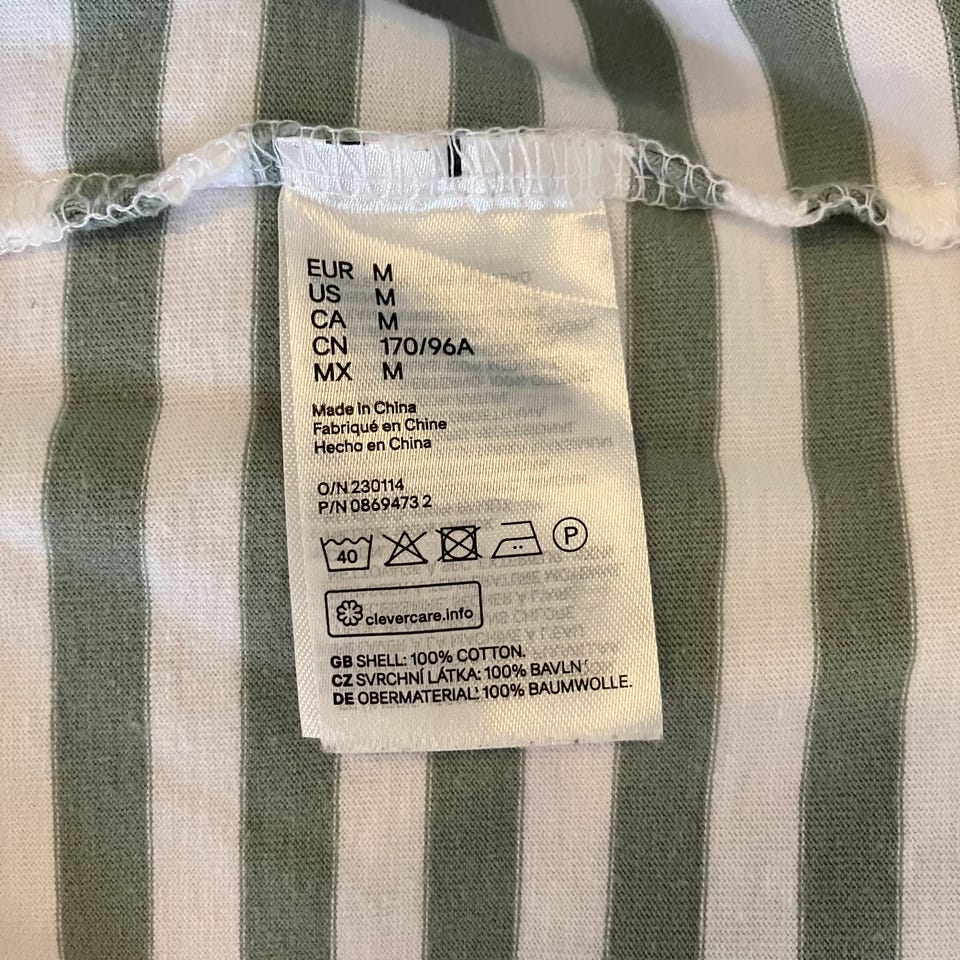 EUR M
US M
CA M
CN 170/96A
MX M
Made in China
Fabriqué en Chine
Hecho en China
O/N 230114
P/N 0869473 2
40 P
clevercare.info
GB SHELL: 100% COTTON.
CZ SVRCHNÍ LÁTKA: 100% BAVLN
DE OBERMATERIAL: 100% BAUMWOLLE.